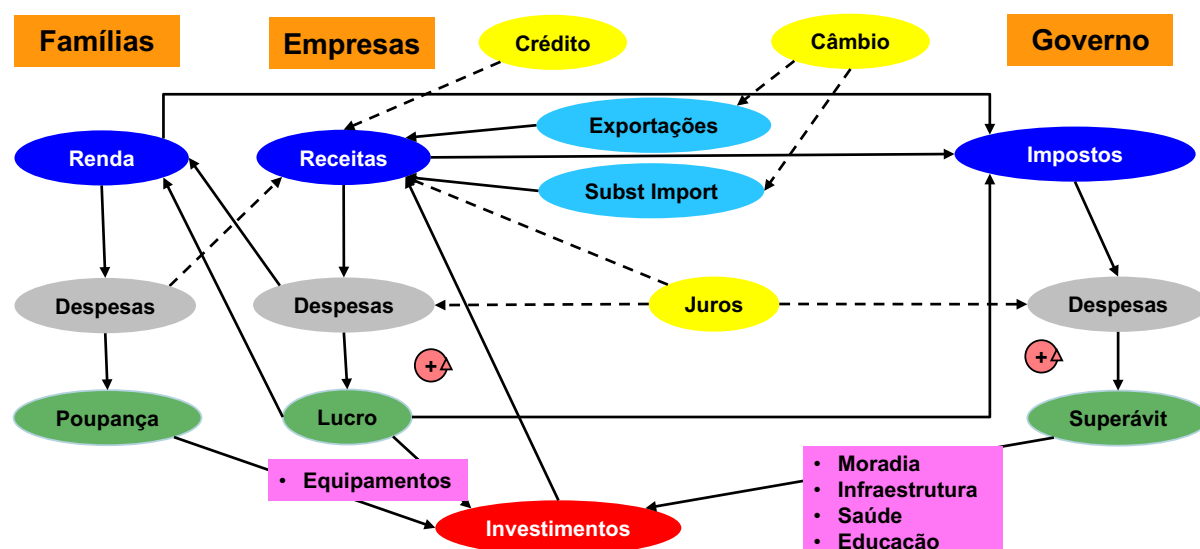 Famílias
Empresas
Crédito
Câmbio
Governo
Exportações
Renda
Receitas
Impostos
Subst Import
Despesas
Despesas
Juros
Despesas
+
+
Poupança
Lucro
Superávit
• Equipamentos
• Moradia
• Infraestrutura
• Saúde
• Educação
Investimentos